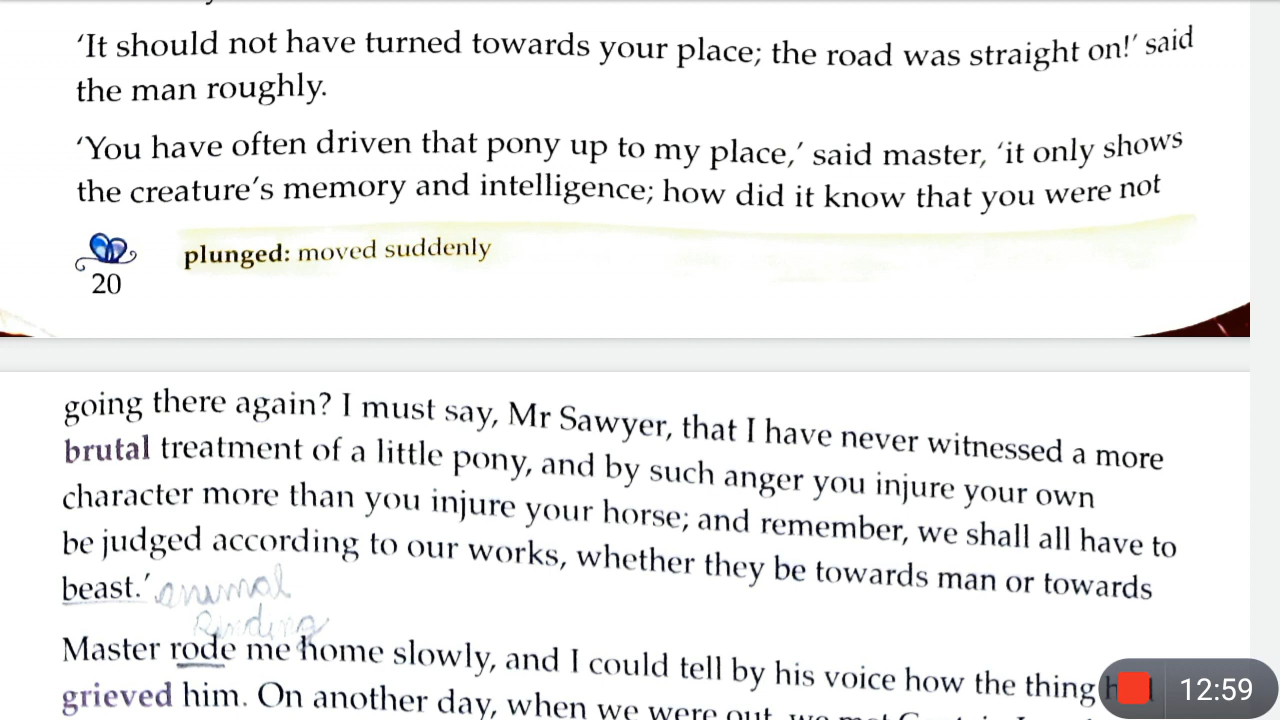 ‘It should not have turned towards your place; the road was straight on!’ said
the man roughly.
‘You have often driven that pony up to my place,’ said master, ‘it only shows
the creature’s memory and intelligence; how did it know that you were not
plunged: moved suddenly
20
going there again? I must say, Mr Sawyer, that I have never witnessed a more
brutal treatment of a little pony, and by such anger you injure your own
character more than you injure your horse; and remember, we shall all have to
be judged according to our works, whether they be towards man or towards
beast.’ animal
Master rode me home slowly, and I could tell by his voice how the thing
grieved him. On another day, when we were out, we met
12:59